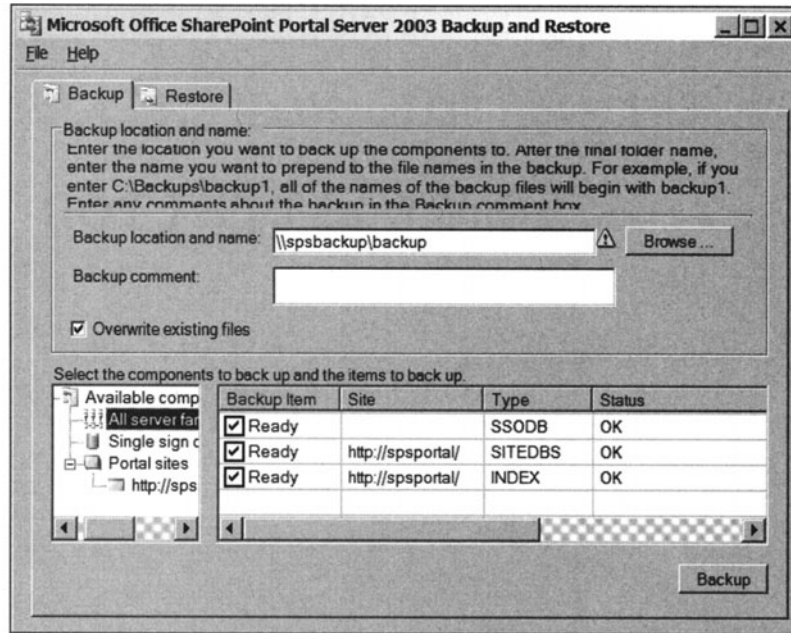 Microsoft Office SharePoint Portal Server 2003 Backup and Restore
File Help
Backup Restore
Backup location and name:
Enter the location you want to back up the components to. After the final folder name,
enter the name you want to prepend to the file names in the backup. For example, if you
enter C:\Backups\backup1, all of the names of the backup files will begin with backup1.
Enter any comments about the backup in the Backup comment box
Backup location and name: \\spsbackup\backup Browse ...
Backup comment:
Overwrite existing files
Select the components to back up and the items to back up.
Available comp
All server far
Single sign c
Portal sites
http://sps
Backup Item Site Type Status
Ready SSODB OK
Ready http://spsportal/ SITEDBS OK
Ready http://spsportal/ INDEX OK
Backup